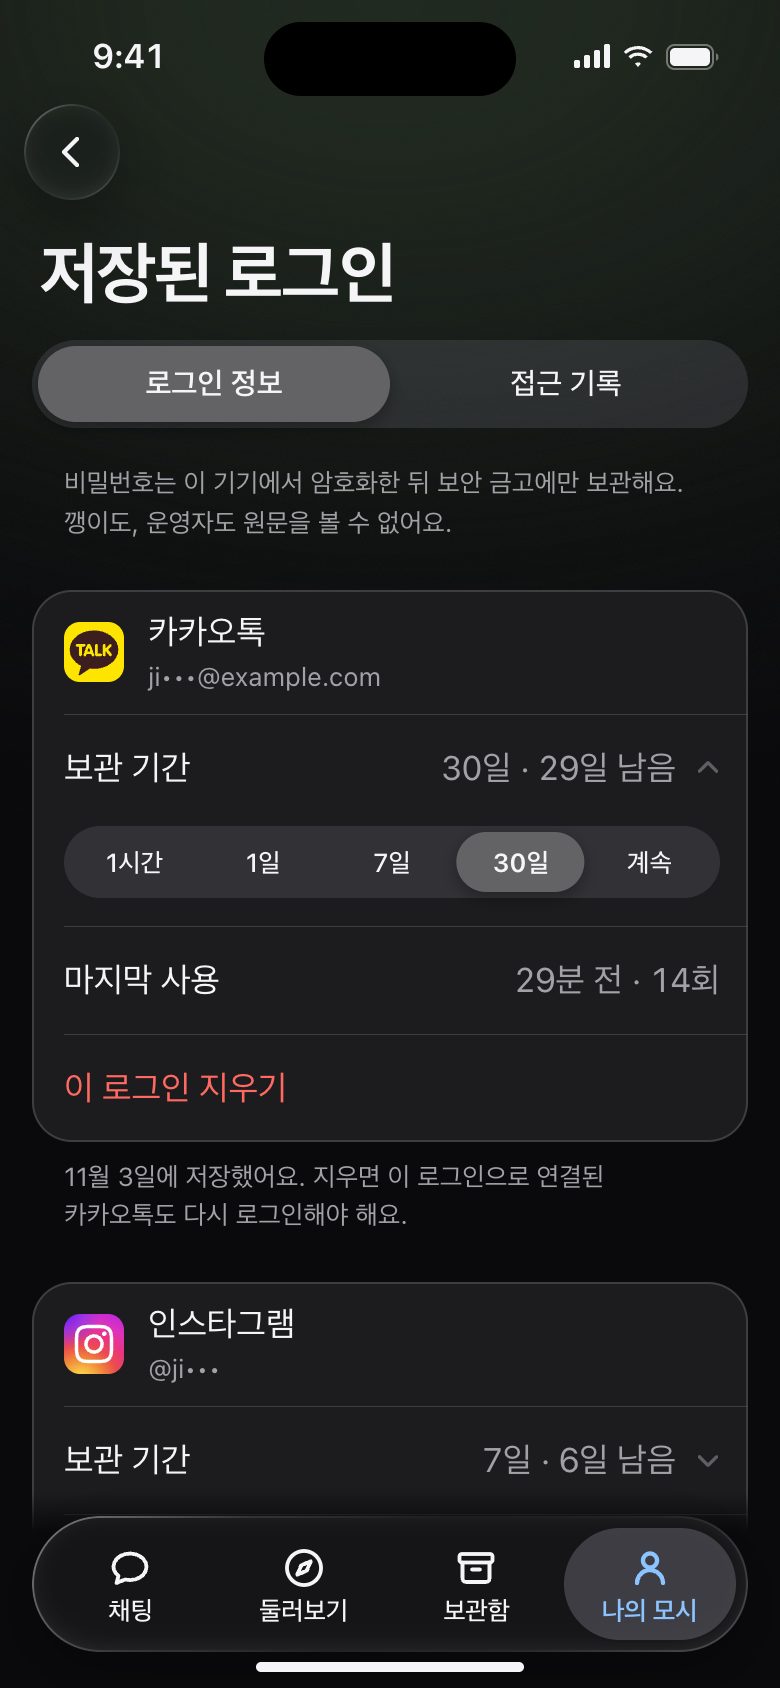 9:41
저장된 로그인
로그인 정보
접근 기록
비밀번호는 이 기기에서 암호화한 뒤 보안 금고에만 보관해요.
깽이도, 운영자도 원문을 볼 수 없어요.
TALK
카카오톡
ji•••@example.com
보관 기간
30일 · 29일 남음
1시간
1일
7일
30일
계속
마지막 사용
29분 전 · 14회
이 로그인 지우기
11월 3일에 저장했어요. 지우면 이 로그인으로 연결된
카카오톡도 다시 로그인해야 해요.
인스타그램
@ji•••
보관 기간
7일 · 6일 남음
채팅
둘러보기
보관함
나의 모시